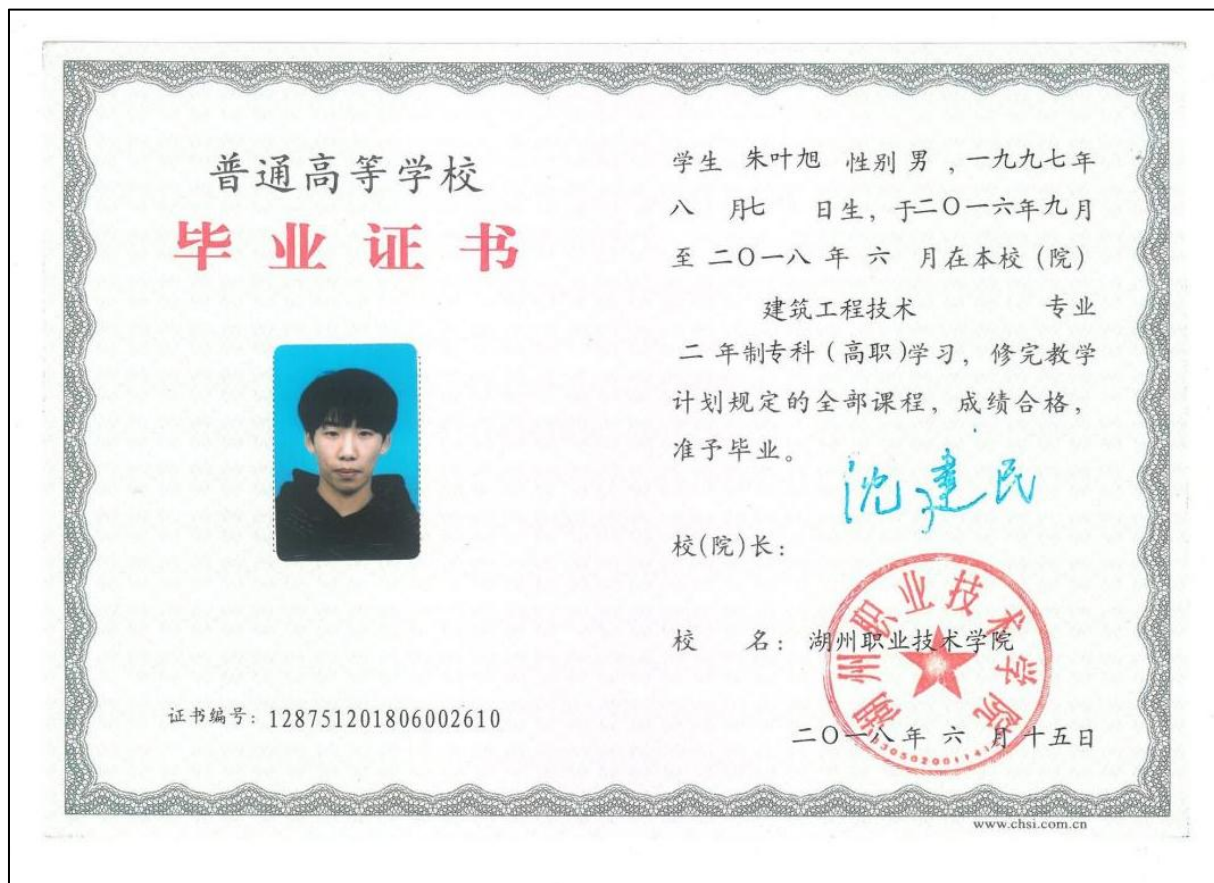 普通高等学校
毕业证书
证书编号：128751201806002610
学生 朱叶旭 性别 男 ，一九九七年
八 月七 日生，于二〇一六年九月
至 二〇一八 年 六 月在本校（院）
建筑工程技术 专业
二 年制专科（高职）学习，修完教学
计划规定的全部课程，成绩合格，
准予毕业。
沈建民
校（院）长：
校 名：湖州职业技术学院
湖州职业技术学院
二〇一八 年 六 月 十五日
www.chsi.com.cn